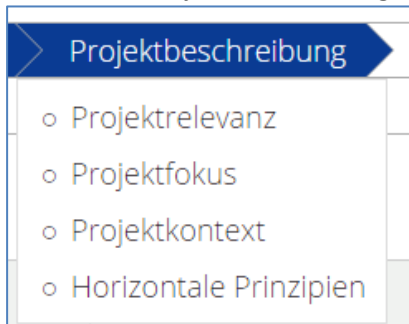 Projektbeschreibung
Projektrelevanz
Projektfokus
Projektkontext
Horizontale Prinzipien